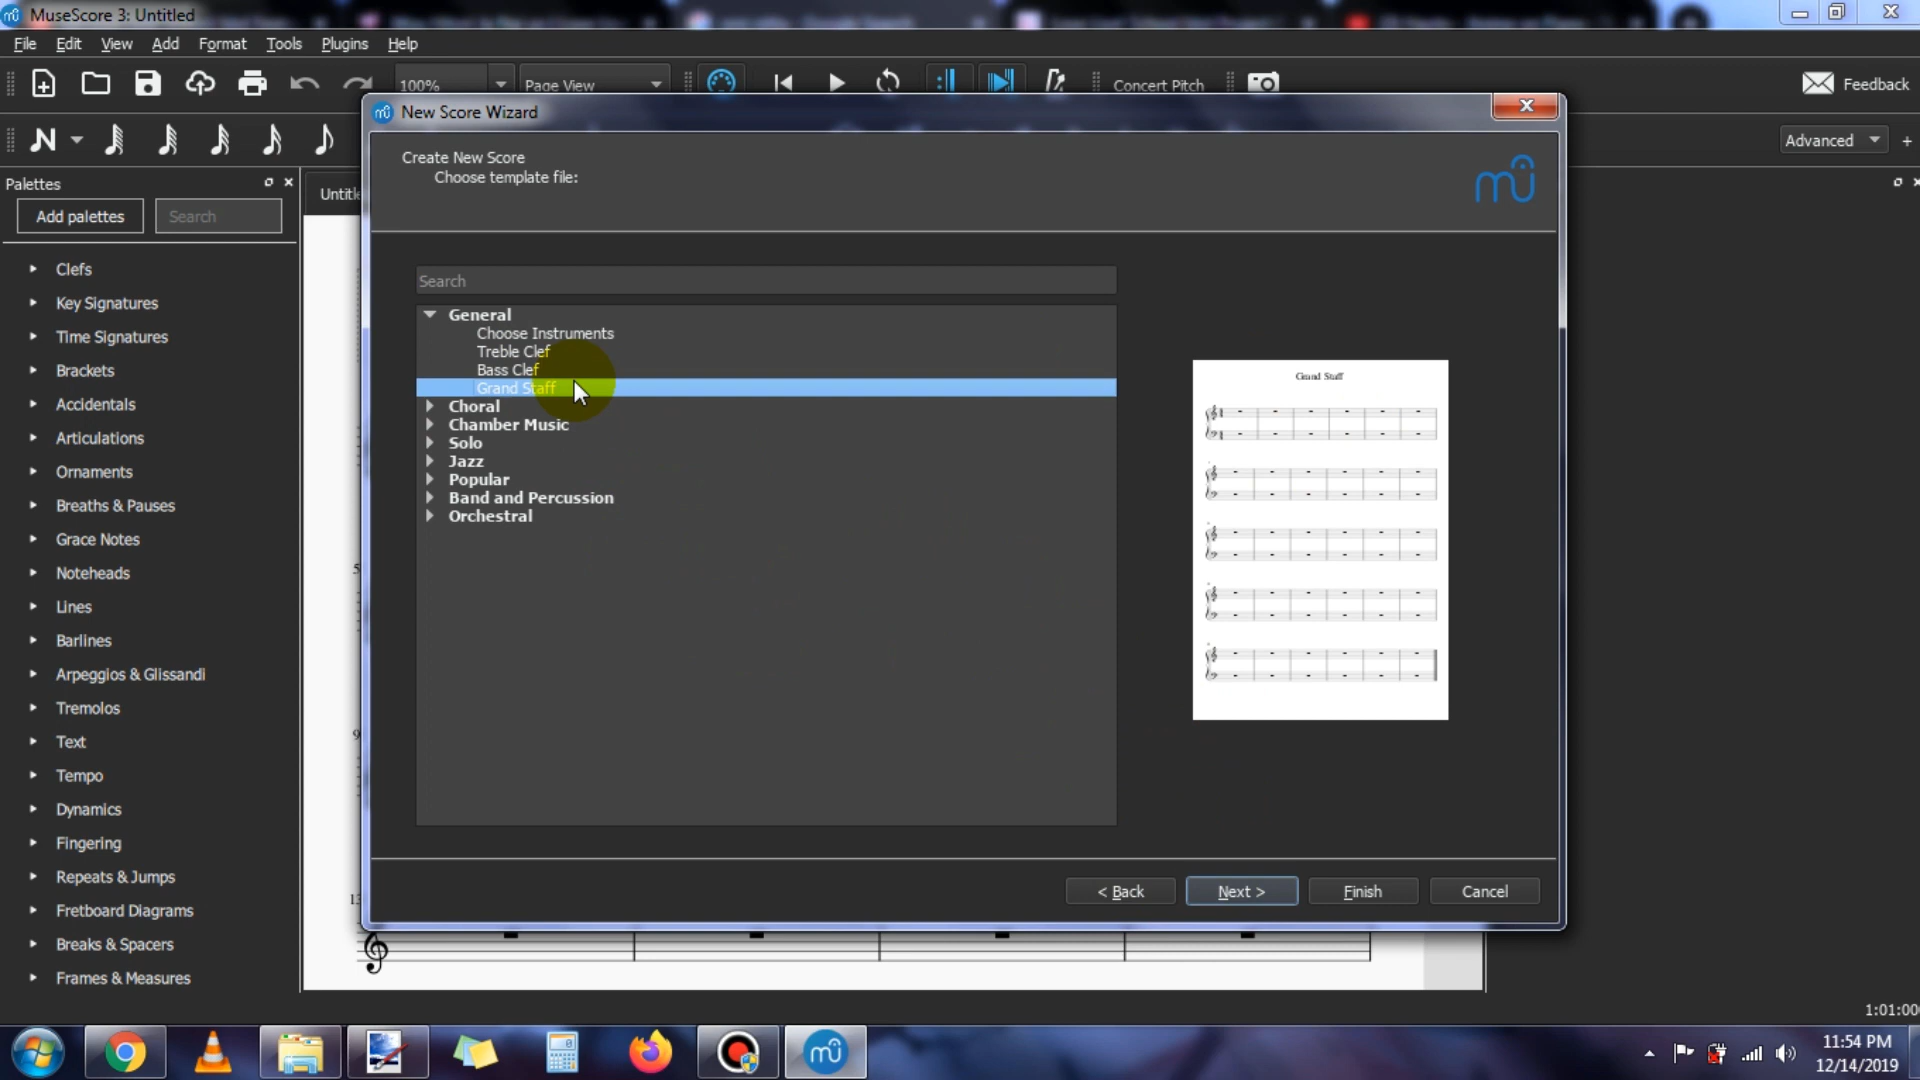 MuseScore 3: Untitled
File Edit View Add Format Tools Plugins Help
100% Page View Concert Pitch Feedback
New Score Wizard
Advanced
Create New Score
Choose template file:
Palettes
Add palettes Search
Clefs
Key Signatures
Time Signatures
Brackets
Accidentals
Articulations
Ornaments
Breaths & Pauses
Grace Notes
Noteheads
Lines
Barlines
Arpeggios & Glissandi
Tremolos
Text
Tempo
Dynamics
Fingering
Repeats & Jumps
Fretboard Diagrams
Breaks & Spacers
Frames & Measures
Search
General
Choose Instruments
Treble Clef
Bass Clef
Grand Staff
Choral
Chamber Music
Solo
Jazz
Popular
Band and Percussion
Orchestral
Grand Staff
< Back Next > Finish Cancel
1:01:00
11:54 PM
12/14/2019